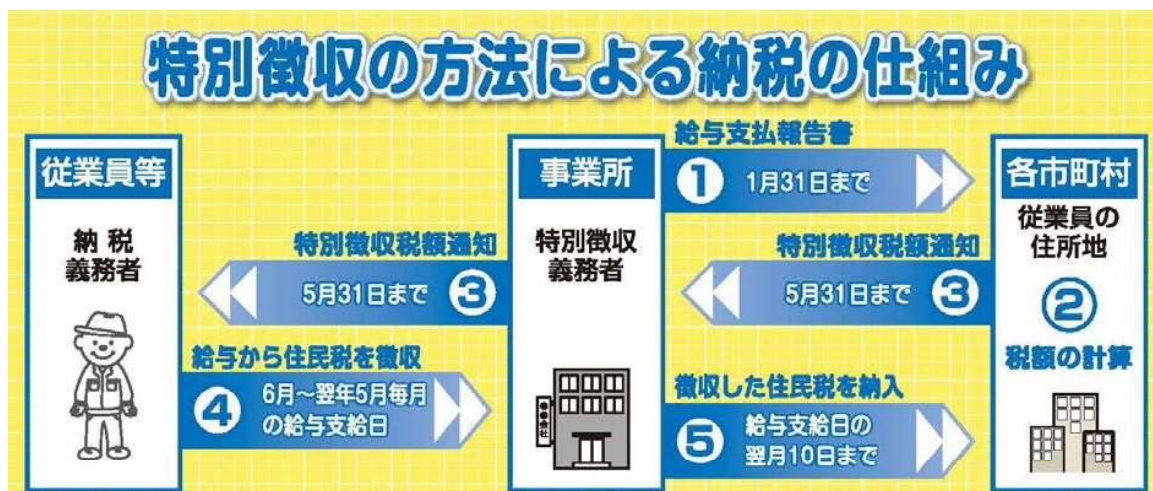 特別徴収の方法による納税の仕組み
従業員等
納税
義務者
事業所
特別徴収
義務者
給与支払報告書
① 1月31日まで
各市町村
従業員の
住所地
②
税額の計算
特別徴収税額通知
5月31日まで ③
特別徴収税額通知
5月31日まで ③
給与から住民税を徴収
④ 6月～翌年5月毎月
の給与支給日
徴収した住民税を納入
⑤ 給与支給日の
翌月10日まで